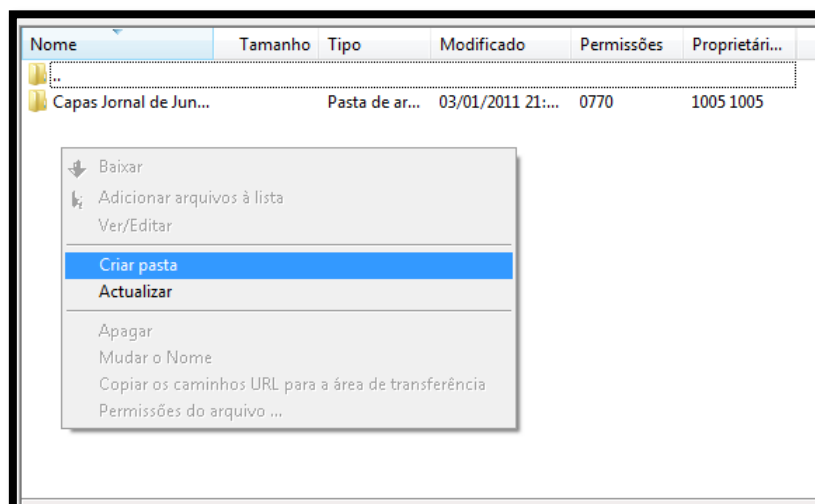 Nome Tamanho Tipo Modificado Permissões Proprietári...
..
Capas Jornal de Jun... Pasta de ar... 03/01/2011 21:... 0770 1005 1005
Baixar
Adicionar arquivos à lista
Ver/Editar
Criar pasta
Actualizar
Apagar
Mudar o Nome
Copiar os caminhos URL para a área de transferência
Permissões do arquivo ...